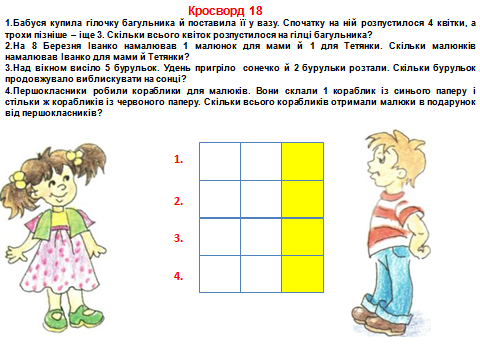 Кросворд 18
1.Бабуся купила гілочку багульника й поставила її у вазу. Спочатку на ній розпустилося 4 квітки, а
трохи пізніше – іще 3. Скільки всього квіток розпустилося на гілці багульника?
2.На 8 Березня Іванко намалював 1 малюнок для мами й 1 для Тетянки. Скільки малюнків
намалював Іванко для мами й Тетянки?
3.Над вікном висіло 5 бурульок. Удень пригріло сонечко й 2 бурульки розтали. Скільки бурульок
продовжувало виблискувати на сонці?
4.Першокласники робили кораблики для малюків. Вони склали 1 кораблик із синього паперу і
стільки ж корабликів із червоного паперу. Скільки всього корабликів отримали малюки в подарунок
від першокласників?
1.
2.
3.
4.